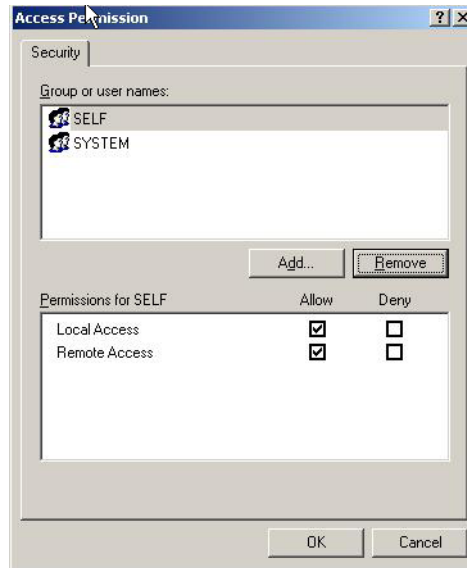 Access Permission
Security
Group or user names:
SELF
SYSTEM
Add... Remove
Permissions for SELF Allow Deny
Local Access
Remote Access
OK Cancel